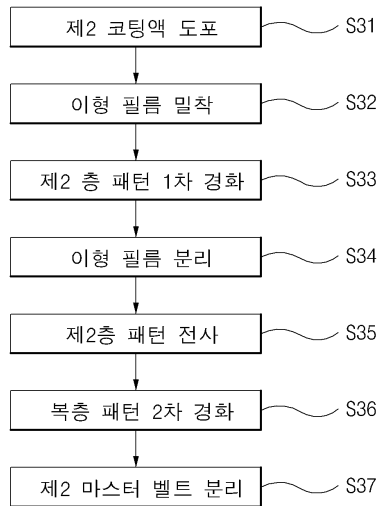 제2 코팅액 도포 S31
이형 필름 밀착 S32
제2 층 패턴 1차 경화 S33
이형 필름 분리 S34
제2층 패턴 전사 S35
복층 패턴 2차 경화 S36
제2 마스터 벨트 분리 S37